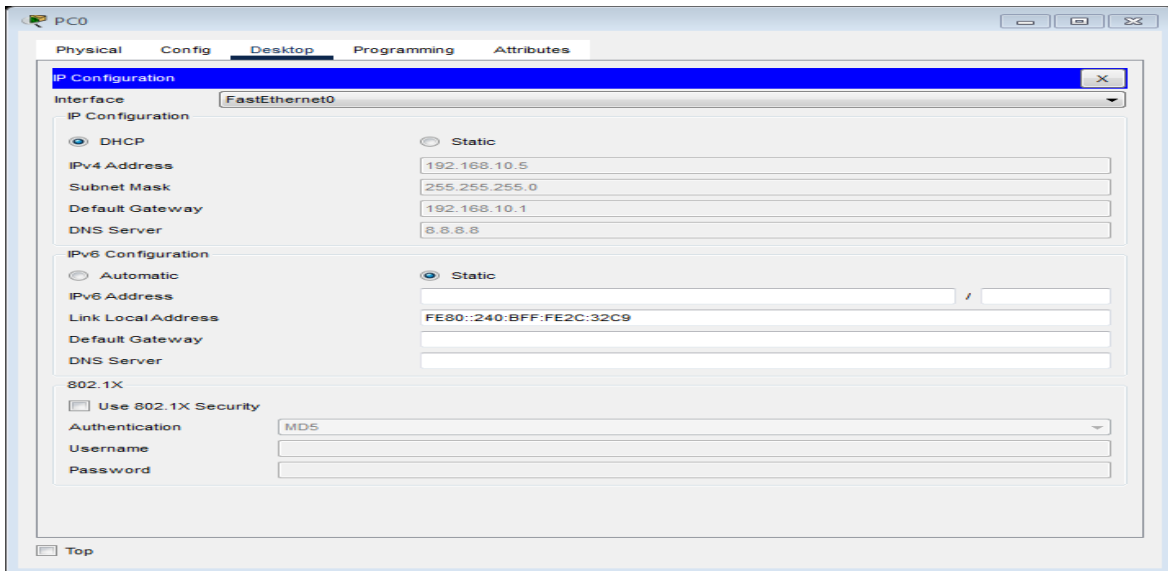 PC0
Physical Config Desktop Programming Attributes
IP Configuration X
Interface FastEthernet0
IP Configuration
DHCP Static
IPv4 Address 192.168.10.5
Subnet Mask 255.255.255.0
Default Gateway 192.168.10.1
DNS Server 8.8.8.8
IPv6 Configuration
Automatic Static
IPv6 Address /
Link Local Address FE80::240:BFF:FE2C:32C9
Default Gateway
DNS Server
802.1X
Use 802.1X Security
Authentication MD5
Username
Password
Top